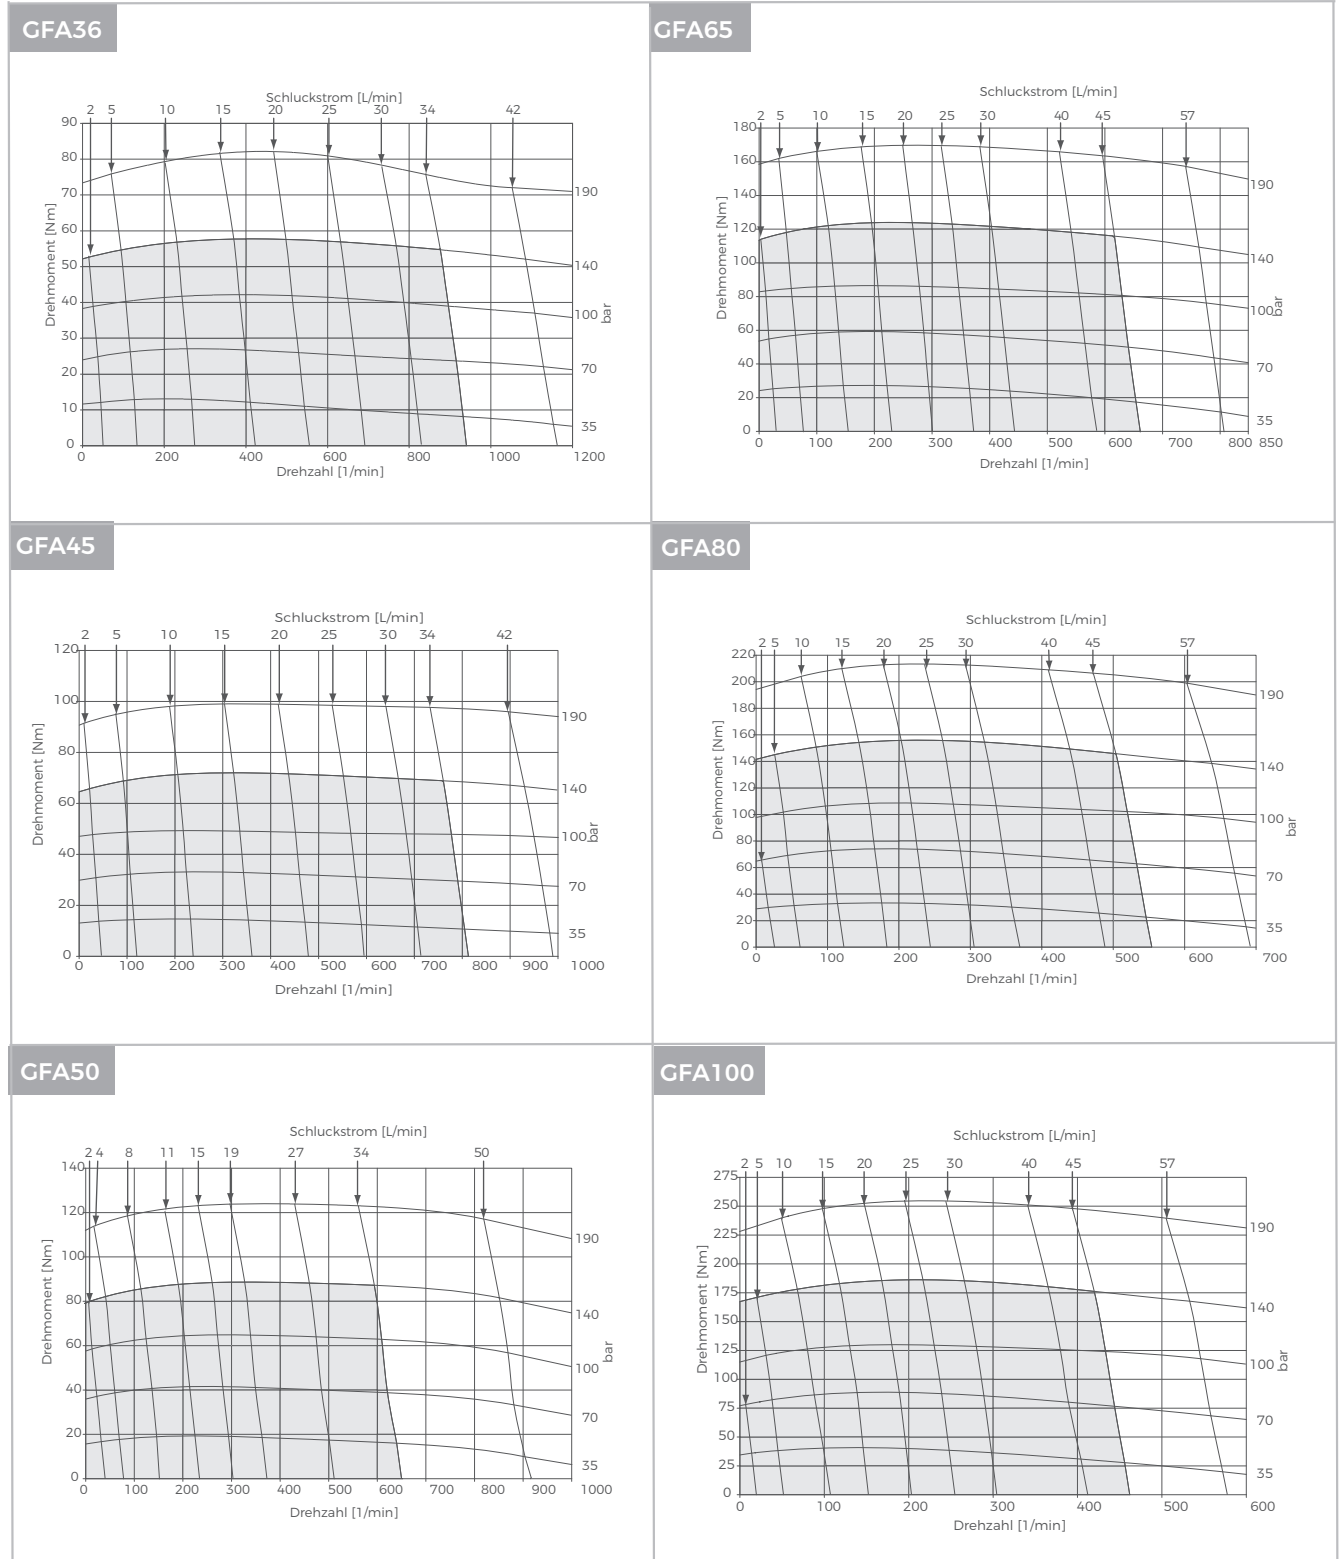 GFA36
Schluckstrom [L/min]
2 5 10 15 20 25 30 34 42
90
80
70
60
50
40
30
20
10
0
Drehmoment [Nm]
190
140
100
70
35
bar
0 200 400 600 800 1000 1200
Drehzahl [1/min]
GFA65
Schluckstrom [L/min]
2 5 10 15 20 25 30 40 45 57
180
160
140
120
100
80
60
40
20
0
Drehmoment [Nm]
190
140
100
70
35
bar
0 100 200 300 400 500 600 700 800 850
Drehzahl [1/min]
GFA45
Schluckstrom [L/min]
2 5 10 15 20 25 30 34 42
120
100
80
60
40
20
0
Drehmoment [Nm]
190
140
100
70
35
bar
0 100 200 300 400 500 600 700 800 900 1000
Drehzahl [1/min]
GFA80
Schluckstrom [L/min]
2 5 10 15 20 25 30 40 45 57
220
200
180
160
140
120
100
80
60
40
20
0
Drehmoment [Nm]
190
140
100
70
35
bar
0 100 200 300 400 500 600 700
Drehzahl [1/min]
GFA50
Schluckstrom [L/min]
2 4 8 11 15 19 27 34 50
140
120
100
80
60
40
20
0
Drehmoment [Nm]
190
140
100
70
35
bar
0 100 200 300 400 500 600 700 800 900 1000
Drehzahl [1/min]
GFA100
Schluckstrom [L/min]
2 5 10 15 20 25 30 40 45 57
275
250
225
200
175
150
125
100
75
50
25
0
Drehmoment [Nm]
190
140
100
70
35
bar
0 100 200 300 400 500 600
Drehzahl [1/min]